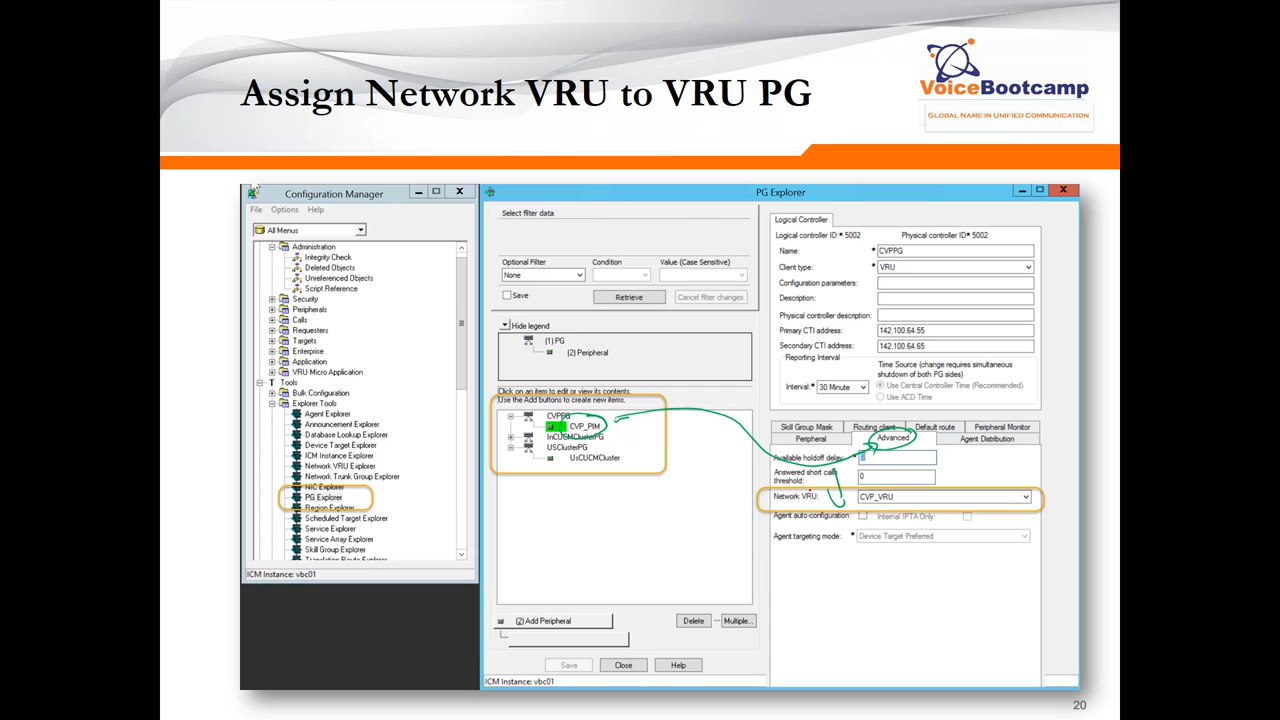 Assign Network VRU to VRU PG
VoiceBootcamp
GLOBAL NAME IN UNIFIED COMMUNICATION
Configuration Manager
File Options Help
All Menus
Administration
Integrity Check
Deleted Objects
Unreferenced Objects
Script Reference
Security
Peripherals
Calls
Requesters
Targets
Enterprise
Application
VRU Micro Application
Tools
Bulk Configuration
Explorer Tools
Agent Explorer
Announcement Explorer
Database Lookup Explorer
Device Target Explorer
ICM Instance Explorer
Network VRU Explorer
Network Trunk Group Explorer
NIC Explorer
PG Explorer
Region Explorer
Scheduled Target Explorer
Service Explorer
Service Array Explorer
Skill Group Explorer
Translation Route Explorer
ICM Instance: vbc01
PG Explorer
Select filter data
Optional Filter Condition Value (Case Sensitive)
None
Save Retrieve Cancel filter changes
Hide legend
(1) PG
(2) Peripheral
Click on an item to edit or view its contents.
Use the Add buttons to create new items.
CVPPG
CVP_PIM
InCUCMClusterPG
USClusterPG
UsCUCMCluster
(2) Add Peripheral Delete Multiple...
Save Close Help
ICM Instance: vbc01
Logical Controller
Logical controller ID:* 5002 Physical controller ID* 5002
Name: * CVPPG
Client type: * VRU
Configuration parameters:
Description:
Physical controller description:
Primary CTI address: 142.100.64.55
Secondary CTI address: 142.100.64.65
Reporting Interval
Interval:* 30 Minute
Time Source (change requires simultaneous
shutdown of both PG sides)
Use Central Controller Time (Recommended)
Use ACD Time
Skill Group Mask Routing client Default route Peripheral Monitor
Peripheral Advanced Agent Distribution
Available holdoff delay: *
Answered short calls
threshold: 0
Network VRU: CVP_VRU
Agent auto-configuration: Internal IPTA Only:
Agent targeting mode: * Device Target Preferred
20